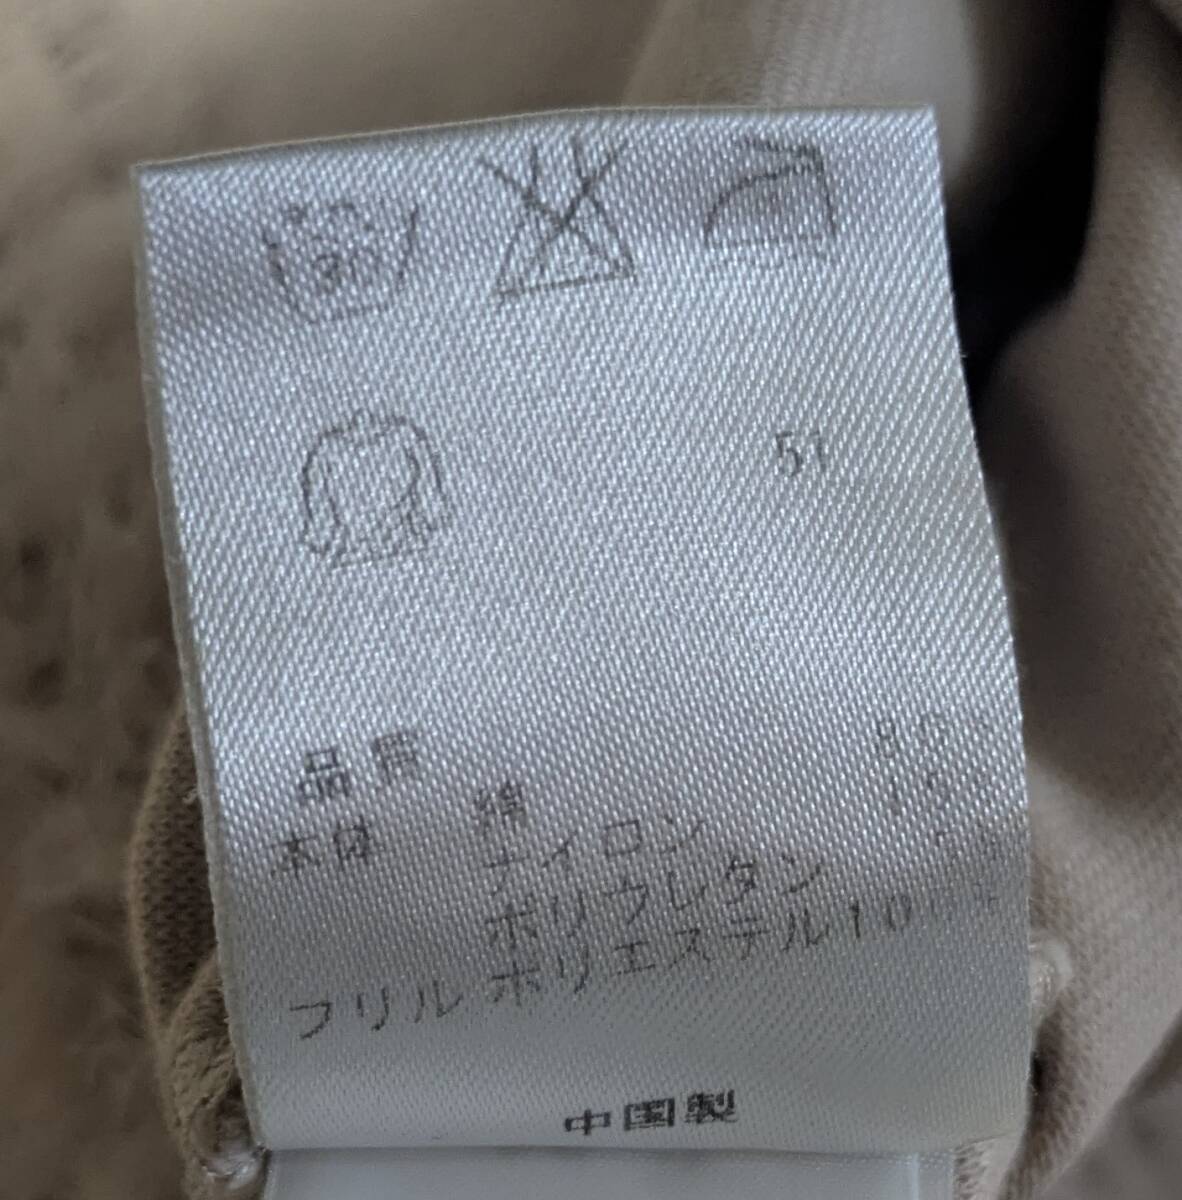 30
51
品質
本体 綿
ナイロン
ポリウレタン
フリル ポリエステル100%
中国製